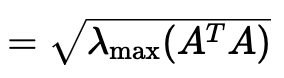 = √λmax(AᵀA)